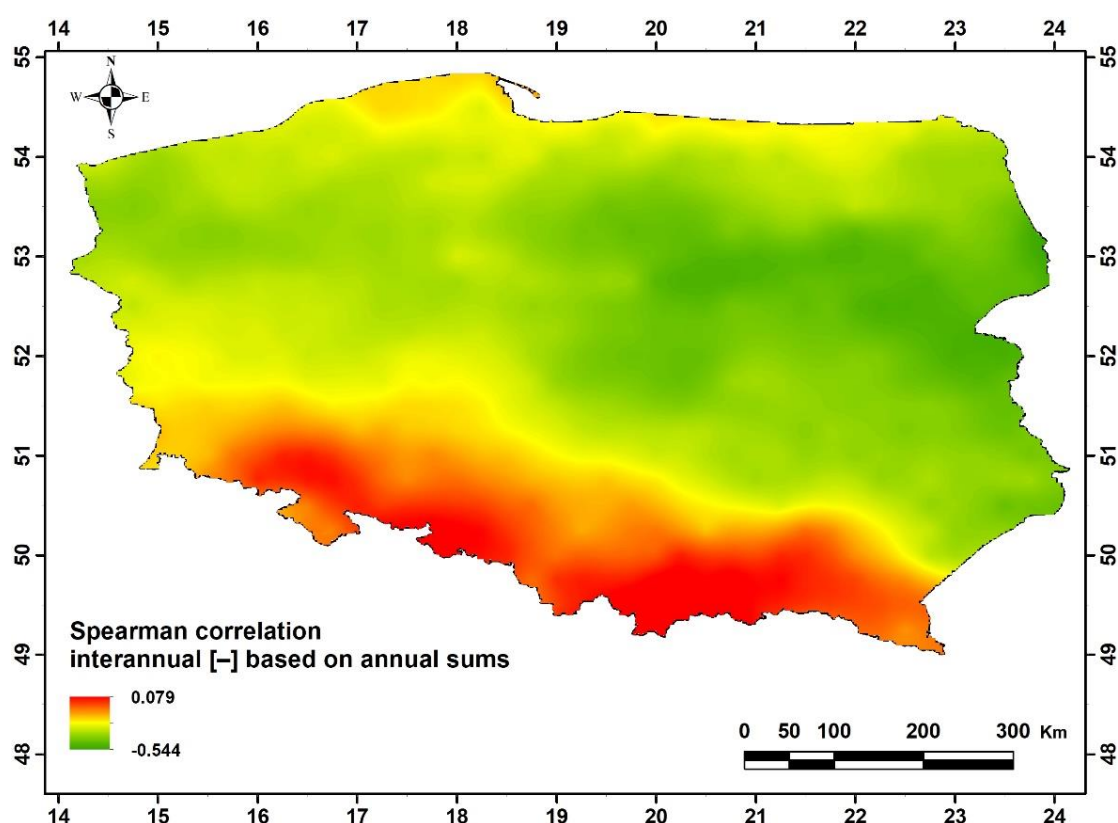 14 15 16 17 18 19 20 21 22 23 24
55 55
N
W E
S
54 54
53 53
52 52
51 51
50 50
Spearman correlation
interannual [–] based on annual sums
49 49
0.079
-0.544
0 50 100 200 300 Km
48 48
14 15 16 17 18 19 20 21 22 23 24